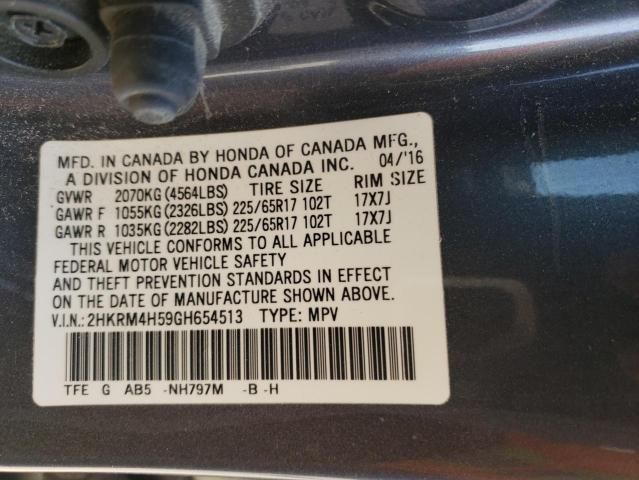 MFD. IN CANADA BY HONDA OF CANADA MFG.,
A DIVISION OF HONDA CANADA INC. 04/'16
GVWR 2070KG(4564LBS) TIRE SIZE RIM SIZE
GAWR F 1055KG(2326LBS) 225/65R17 102T 17X7J
GAWR R 1035KG(2282LBS) 225/65R17 102T 17X7J
THIS VEHICLE CONFORMS TO ALL APPLICABLE
FEDERAL MOTOR VEHICLE SAFETY
AND THEFT PREVENTION STANDARDS IN EFFECT
ON THE DATE OF MANUFACTURE SHOWN ABOVE.
V.I.N.: 2HKRM4H59GH654513 TYPE: MPV
TFE G AB5 -NH797M -B -H